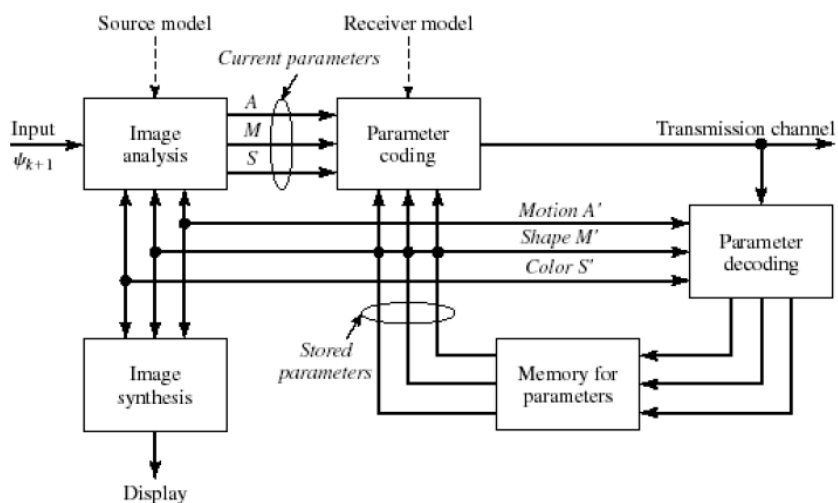 Source model
Receiver model
Current parameters
Input
ψk+1
Image
analysis
A
M
S
Parameter
coding
Transmission channel
Motion A'
Shape M'
Color S'
Parameter
decoding
Stored
parameters
Image
synthesis
Memory for
parameters
Display